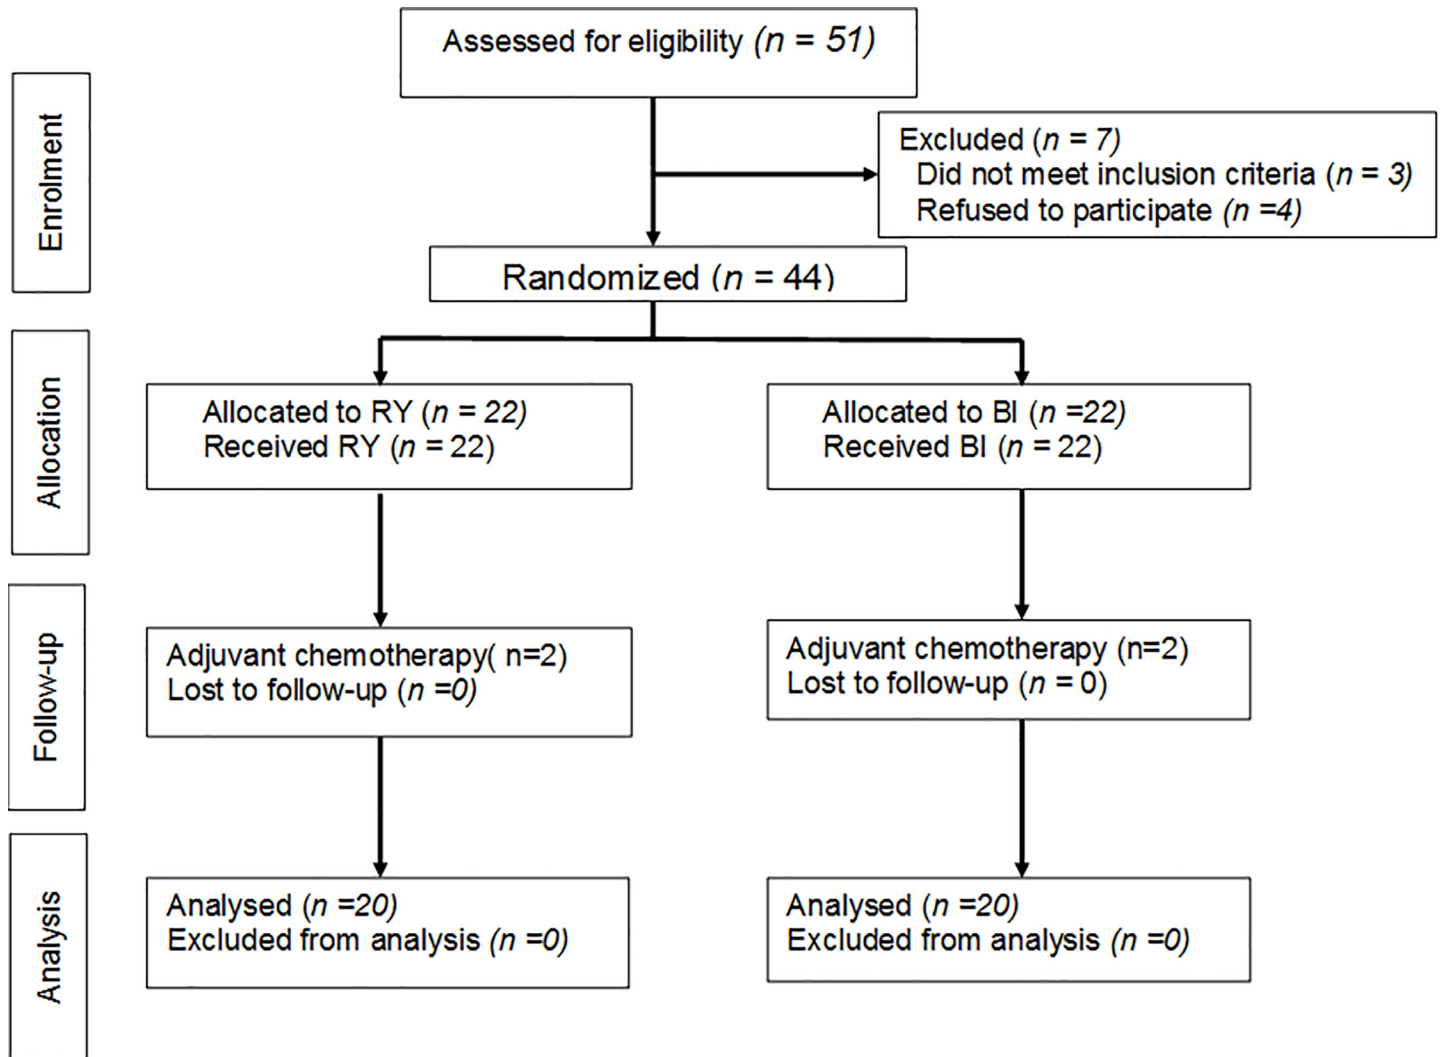 Assessed for eligibility (n = 51)
Enrolment
Excluded (n = 7)
Did not meet inclusion criteria (n = 3)
Refused to participate (n =4)
Randomized (n = 44)
Allocation
Allocated to RY (n = 22)
Received RY (n = 22)
Allocated to BI (n =22)
Received BI (n = 22)
Follow-up
Adjuvant chemotherapy( n=2)
Lost to follow-up (n =0)
Adjuvant chemotherapy (n=2)
Lost to follow-up (n = 0)
Analysis
Analysed (n =20)
Excluded from analysis (n =0)
Analysed (n =20)
Excluded from analysis (n =0)